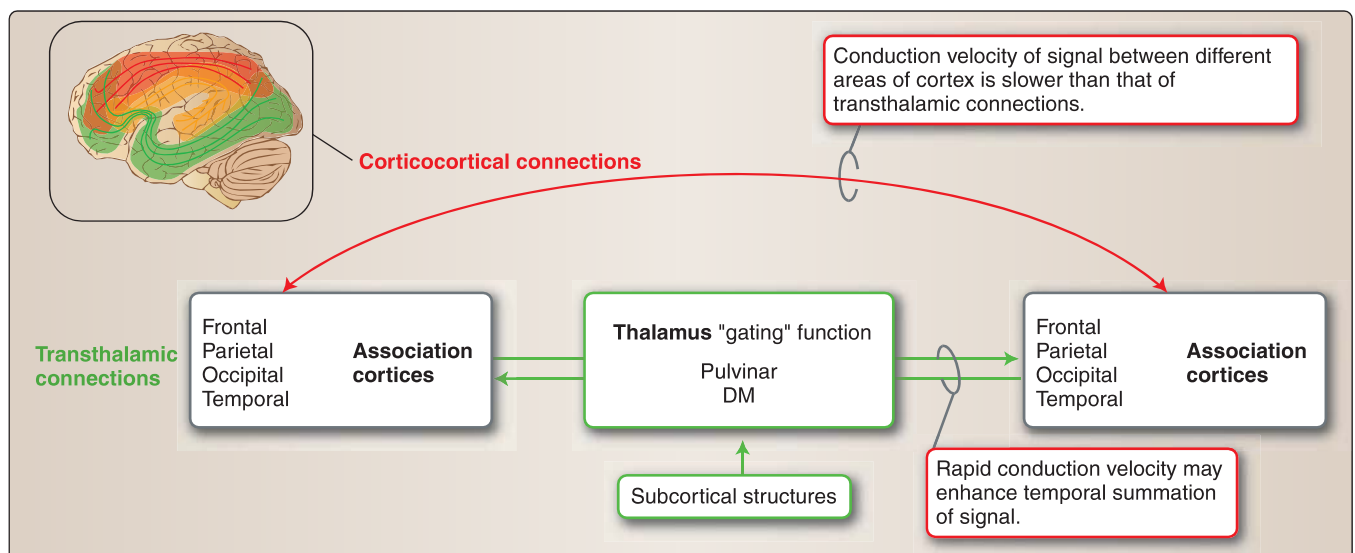 Conduction velocity of signal between different
areas of cortex is slower than that of
transthalamic connections.
Corticocortical connections
Transthalamic
connections
Frontal
Parietal
Occipital
Temporal
Association
cortices
Thalamus "gating" function
Pulvinar
DM
Frontal
Parietal
Occipital
Temporal
Association
cortices
Subcortical structures
Rapid conduction velocity may
enhance temporal summation
of signal.